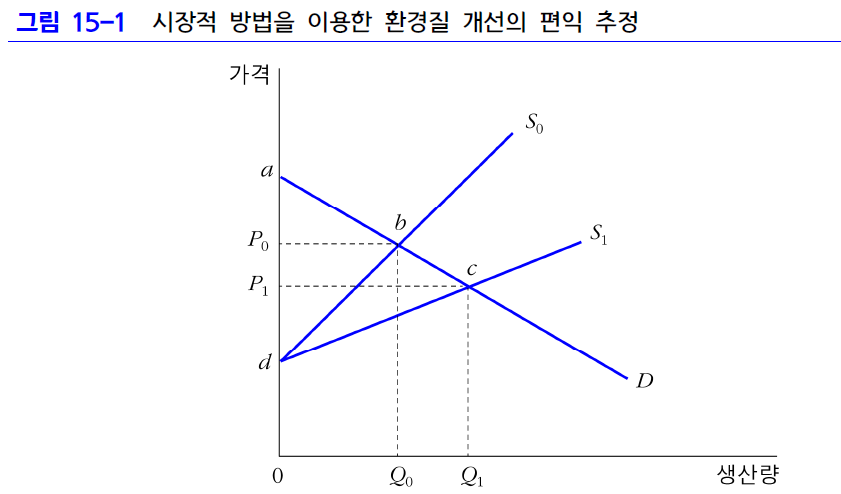 그림 15-1 시장적 방법을 이용한 환경질 개선의 편익 추정
가격
S₀
a
b
P₀
S₁
c
P₁
d
D
0
Q₀
Q₁
생산량